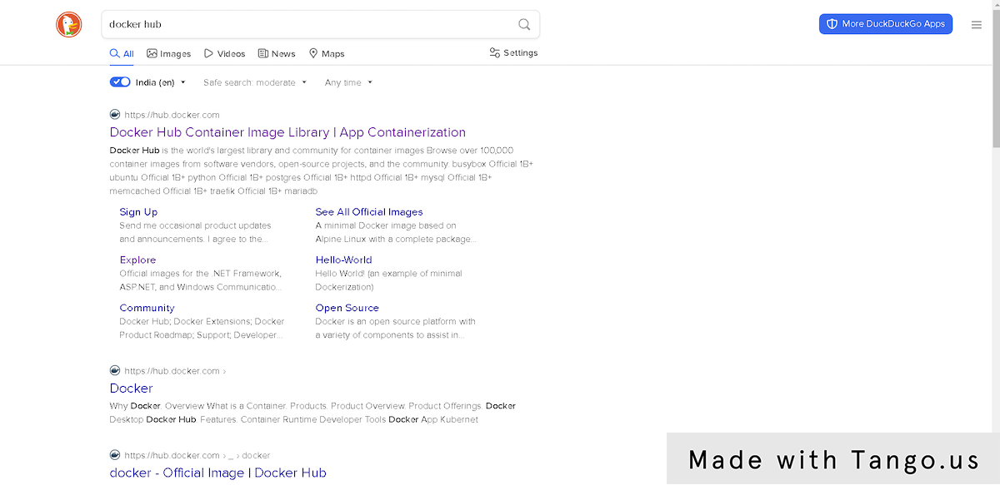 docker hub
More DuckDuckGo Apps
All Images Videos News Maps Settings
India (en) Safe search: moderate Any time
https://hub.docker.com
Docker Hub Container Image Library | App Containerization
Docker Hub is the world's largest library and community for container images Browse over 100,000
container images from software vendors, open-source projects, and the community. busybox Official 1B+
ubuntu Official 1B+ python Official 1B+ postgres Official 1B+ httpd Official 1B+ mysql Official 1B+
memcached Official 1B+ traefik Official 1B+ mariadb
Sign Up
Send me occasional product updates
and announcements. I agree to the...
See All Official Images
A minimal Docker image based on
Alpine Linux with a complete package...
Explore
Official images for the .NET Framework,
ASP.NET, and Windows Communicatio...
Hello-World
Hello World! (an example of minimal
Dockerization)
Community
Docker Hub; Docker Extensions; Docker
Product Roadmap; Support; Developer...
Open Source
Docker is an open source platform with
a variety of components to assist in...
https://hub.docker.com ›
Docker
Why Docker. Overview What is a Container. Products. Product Overview. Product Offerings. Docker
Desktop Docker Hub. Features. Container Runtime Developer Tools Docker App Kubernet
https://hub.docker.com › _ › docker
docker - Official Image | Docker Hub
Made with Tango.us